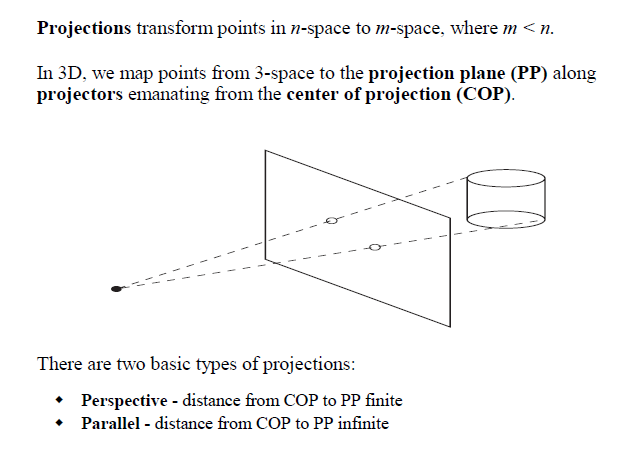 Projections transform points in n-space to m-space, where m < n.
In 3D, we map points from 3-space to the projection plane (PP) along
projectors emanating from the center of projection (COP).
There are two basic types of projections:
◆ Perspective - distance from COP to PP finite
◆ Parallel - distance from COP to PP infinite